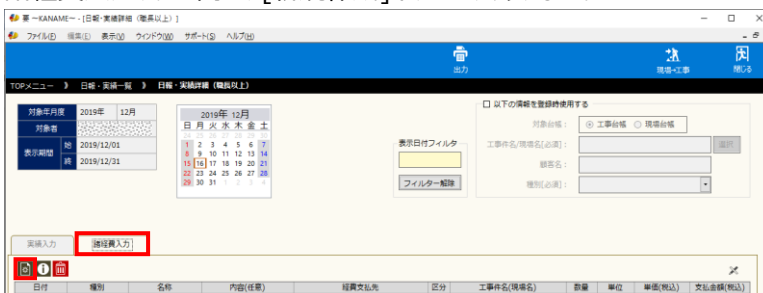 要 ～KANAME～ - [日報･実績詳細（職長以上）]
ファイル(F) 編集(E) 表示(V) ウィンドウ(W) サポート(S) ヘルプ(H)
出力 現場→工事 閉じる
TOPメニュー 》 日報・実績一覧 》 日報・実績詳細（職長以上）
対象年月度 2019年 12月
対象者
表示期間 始 2019/12/01
終 2019/12/31
2019年 12月
日 月 火 水 木 金 土
24 25 26 27 28 29 30
1 2 3 4 5 6 7
8 9 10 11 12 13 14
15 16 17 18 19 20 21
22 23 24 25 26 27 28
29 30 31 1 2 3 4
表示日付フィルタ
フィルター解除
以下の情報を登録時使用する
対象台帳： 工事台帳 現場台帳
工事件名/現場名[必須]： 選択
顧客名：
種別[必須]：
実績入力 諸経費入力
日付 種別 名称 内容(任意) 経費支払先 区分 工事件名(現場名) 数量 単位 単価(税込) 支払金額(税込)